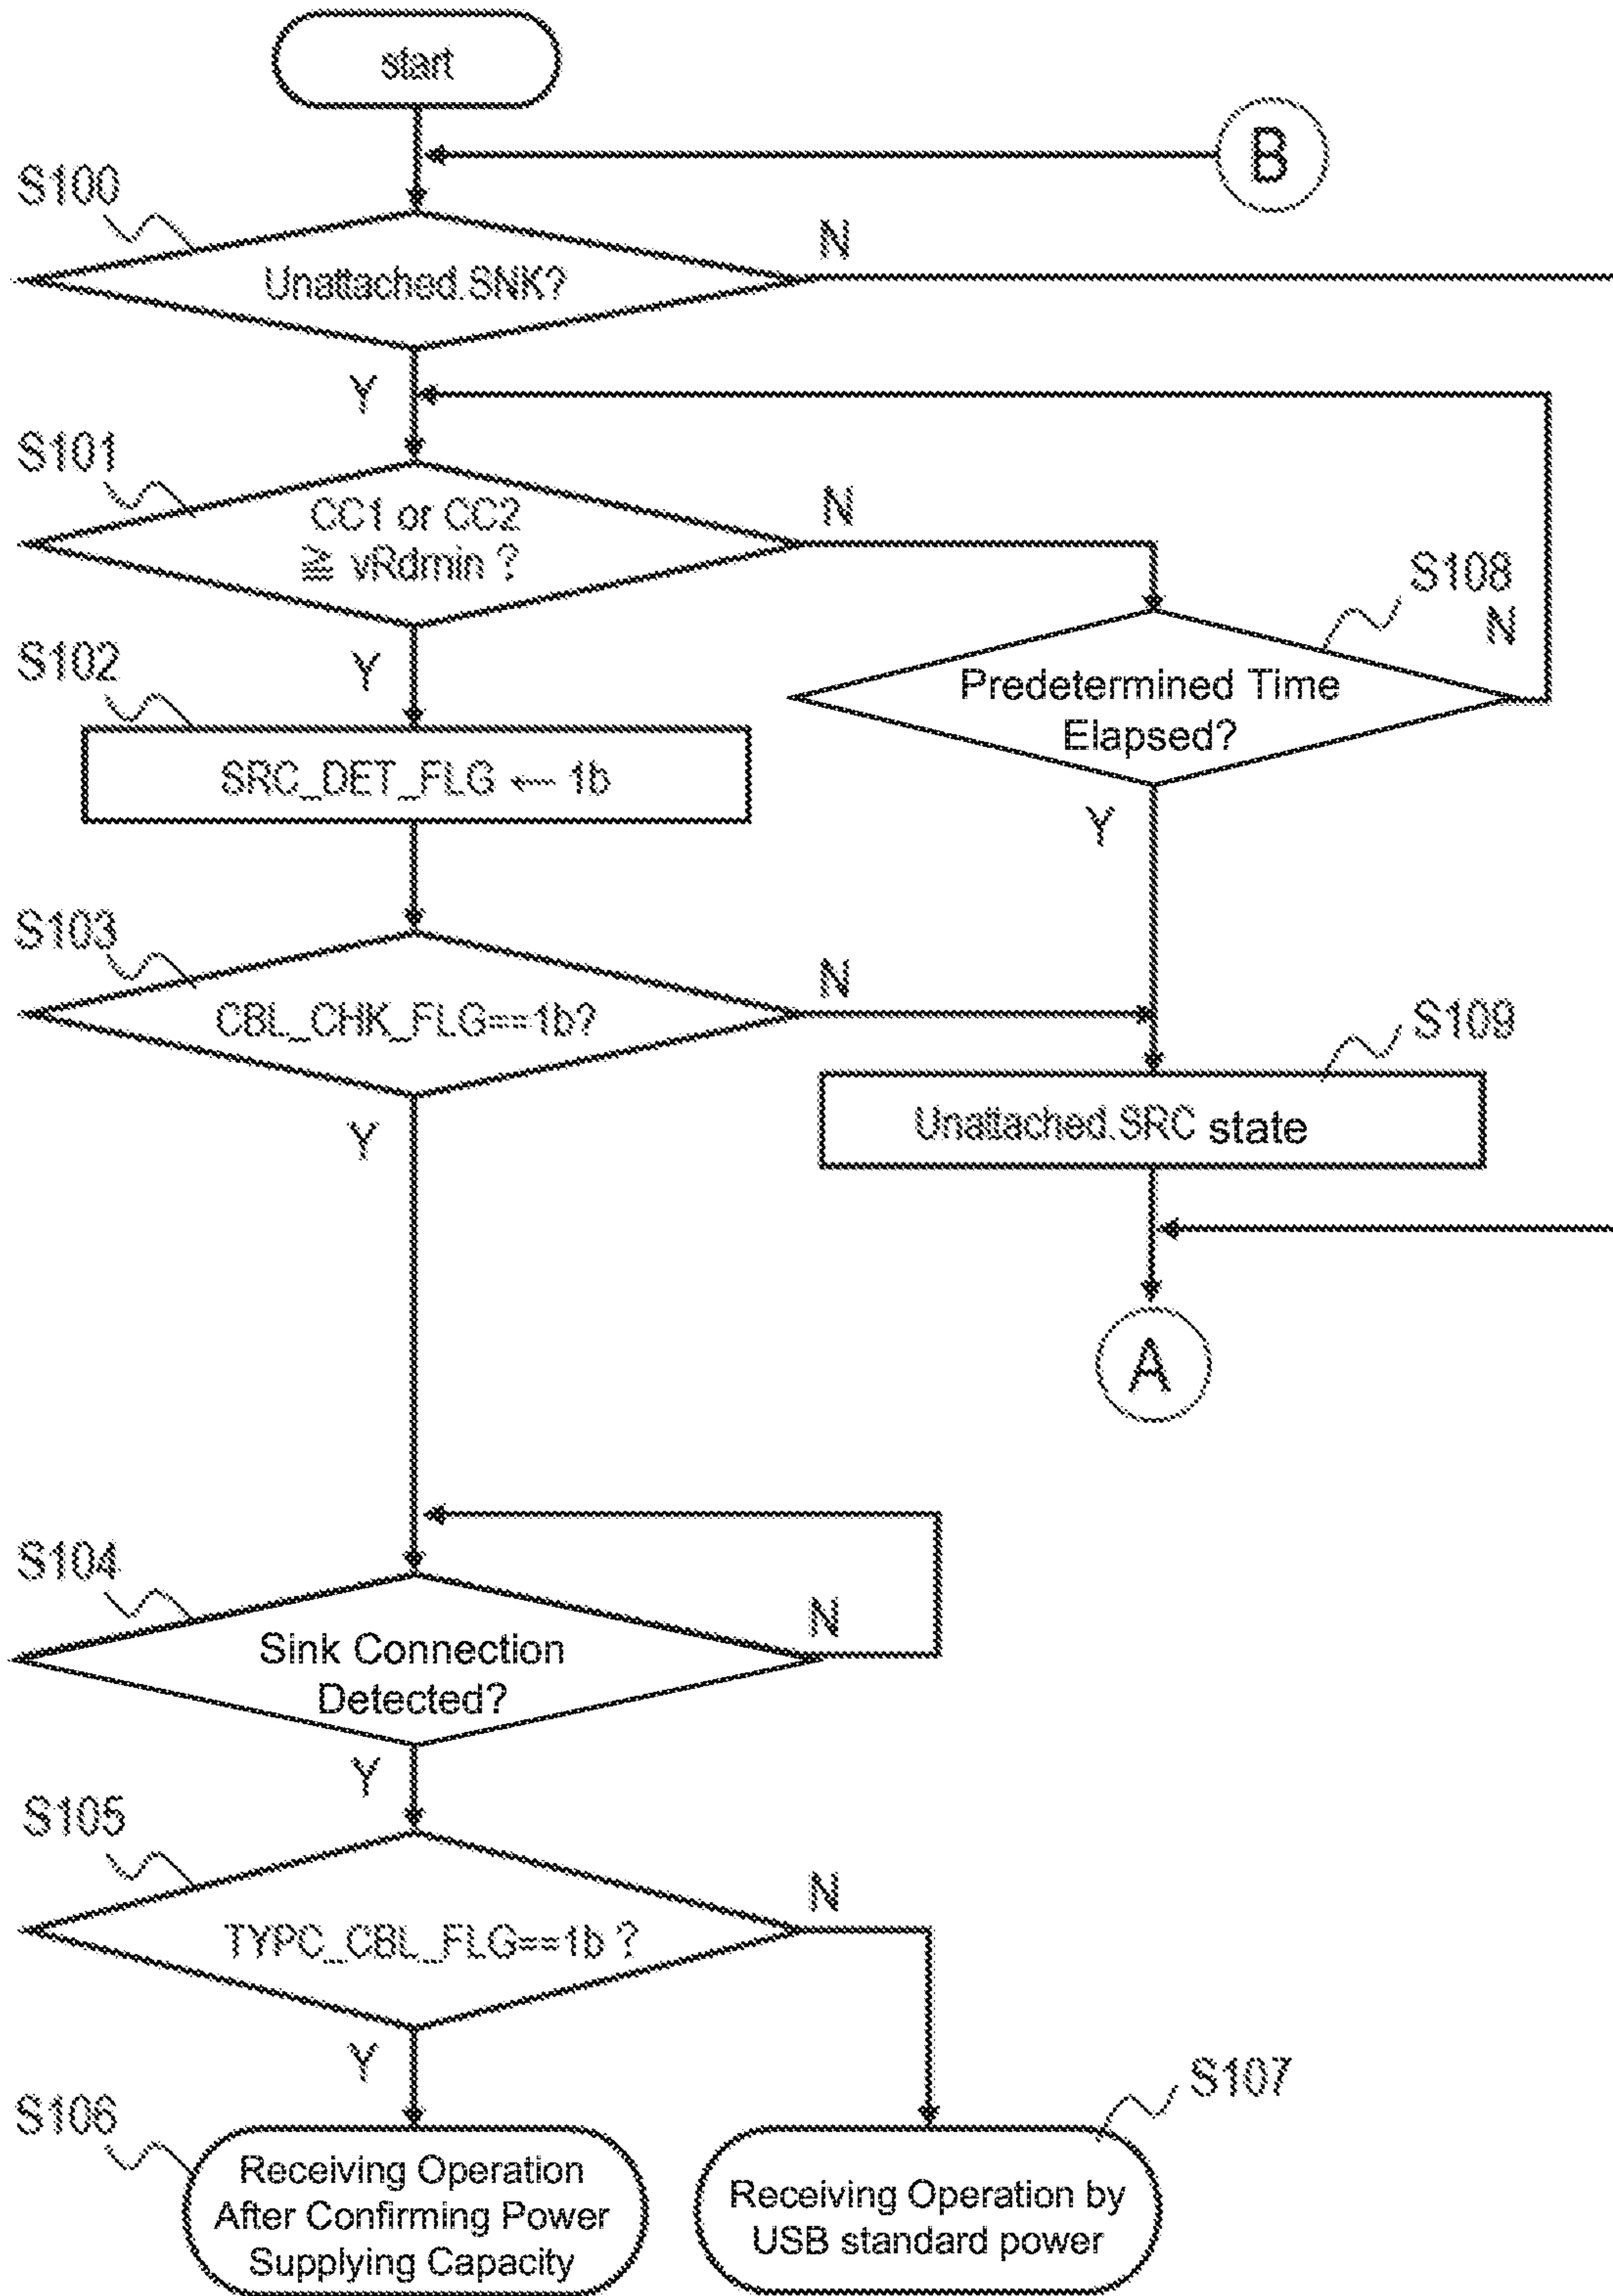 start
B
S100
N
Unattached.SNK?
Y
S101
CC1 or CC2
≧ vRdmin ?
N
S108
N
S102
Y
Predetermined Time
Elapsed?
SRC_DET_FLG ← 1b
Y
S103
N
CBL_CHK_FLG==1b?
S109
Y
Unattached.SRC state
A
S104
N
Sink Connection
Detected?
Y
S105
N
TYPC_CBL_FLG==1b ?
Y
S107
S106
Receiving Operation
After Confirming Power
Supplying Capacity
Receiving Operation by
USB standard power